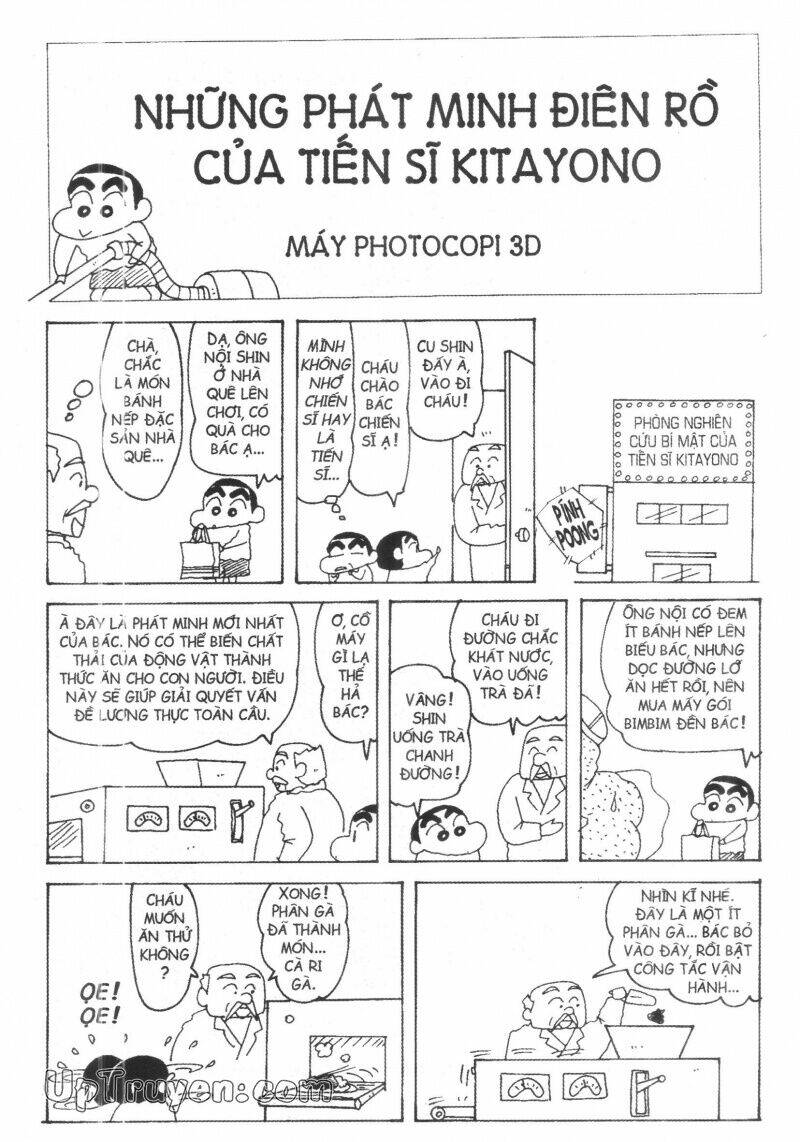 NHỮNG PHÁT MINH ĐIÊN RỒ
CỦA TIẾN SĨ KITAYONO
MÁY PHOTOCOPI 3D
PHÒNG NGHIÊN
CỨU BÍ MẬT CỦA
TIẾN SĨ KITAYONO
PÍNH
POONG
CU SHIN
ĐẤY À,
VÀO ĐI
CHÁU!
CHÁU
CHÀO
BÁC
CHIẾN
SĨ Ạ!
MÌNH
KHÔNG
NHỚ
CHIẾN
SĨ HAY
LÀ
TIẾN
SĨ...
DẠ, ÔNG
NỘI SHIN
Ở NHÀ
QUÊ LÊN
CHƠI, CÓ
QUÀ CHO
BÁC Ạ...
CHÀ,
CHẮC
LÀ MÓN
BÁNH
NẾP ĐẶC
SẢN NHÀ
QUÊ...
ÔNG NỘI CÓ ĐEM
ÍT BÁNH NẾP LÊN
BIẾU BÁC, NHƯNG
DỌC ĐƯỜNG LỠ
ĂN HẾT RỒI, NÊN
MUA MẤY GÓI
BIMBIM ĐỀN BÁC!
CHÁU ĐI
ĐƯỜNG CHẮC
KHÁT NƯỚC,
VÀO UỐNG
TRÀ ĐÁ!
VÂNG!
SHIN
UỐNG TRÀ
CHANH
ĐƯỜNG!
Ơ, CỖ
MÁY
GÌ LẠ
THẾ
HẢ
BÁC?
À ĐÂY LÀ PHÁT MINH MỚI NHẤT
CỦA BÁC. NÓ CÓ THỂ BIẾN CHẤT
THẢI CỦA ĐỘNG VẬT THÀNH
THỨC ĂN CHO CON NGƯỜI. ĐIỀU
NÀY SẼ GIÚP GIẢI QUYẾT VẤN
ĐỀ LƯƠNG THỰC TOÀN CẦU.
NHÌN KĨ NHÉ.
ĐÂY LÀ MỘT ÍT
PHÂN GÀ... BÁC BỎ
VÀO ĐÂY, RỒI BẬT
CÔNG TẮC VẬN
HÀNH...
XONG!
PHÂN GÀ
ĐÃ THÀNH
MÓN...
CÀ RI
GÀ.
CHÁU
MUỐN
ĂN THỬ
KHÔNG
?
ỌE!
ỌE!
UpTruyen.com